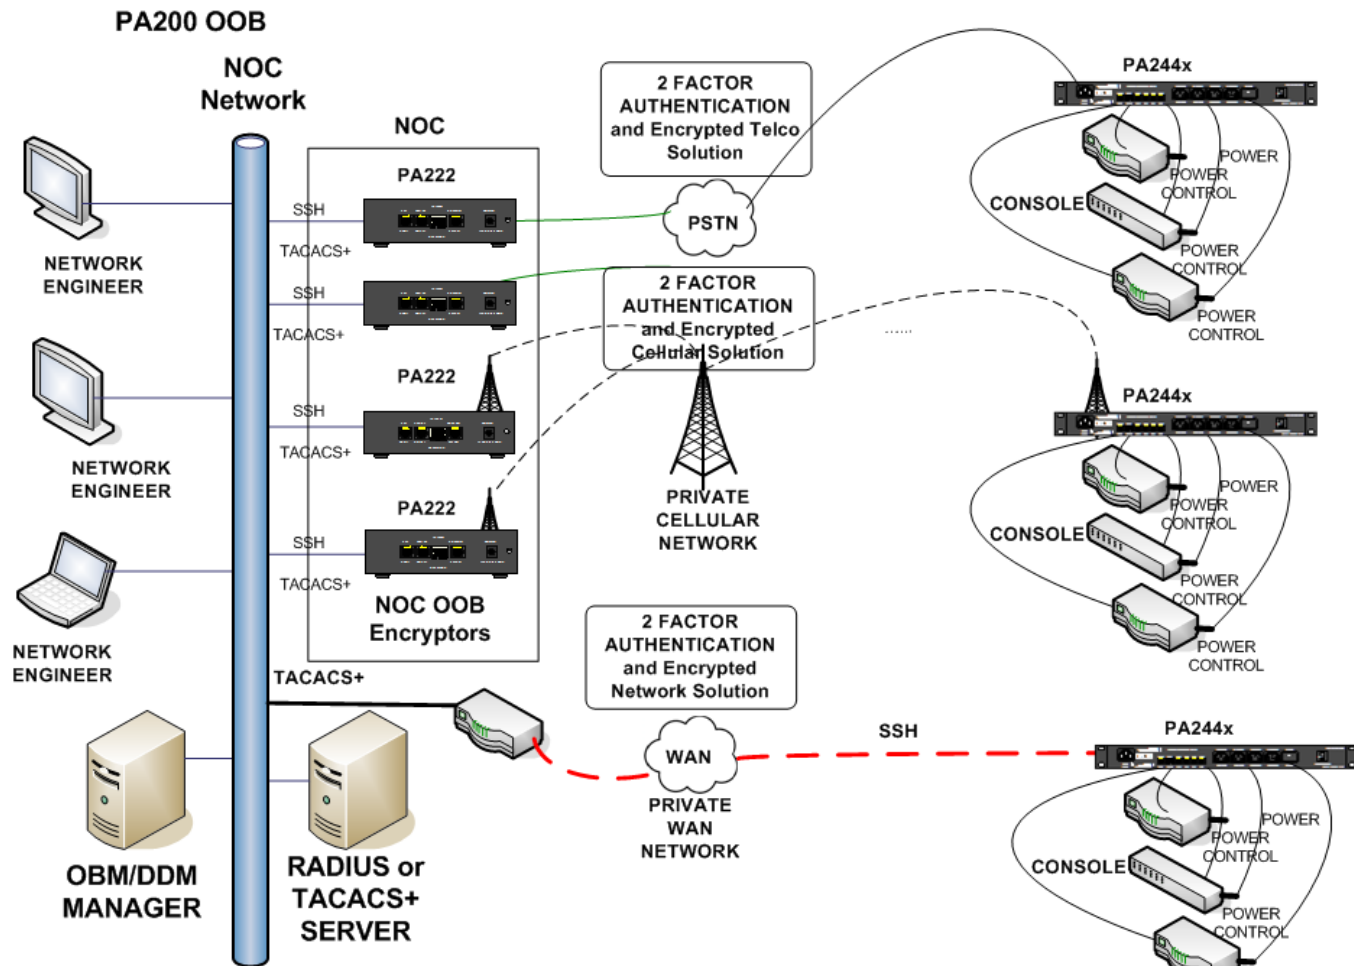 PA200 OOB
NOC
Network
NETWORK
ENGINEER
NETWORK
ENGINEER
NETWORK
ENGINEER
OBM/DDM
MANAGER
RADIUS or
TACACS+
SERVER
NOC
PA222
SSH
TACACS+
SSH
TACACS+
PA222
SSH
TACACS+
PA222
SSH
TACACS+
NOC OOB
Encryptors
TACACS+
2 FACTOR
AUTHENTICATION
and Encrypted Telco
Solution
PSTN
2 FACTOR
AUTHENTICATION
and Encrypted
Cellular Solution
......
PRIVATE
CELLULAR
NETWORK
2 FACTOR
AUTHENTICATION
and Encrypted
Network Solution
WAN
SSH
PRIVATE
WAN
NETWORK
PA244x
POWER
POWER
CONTROL
CONSOLE
POWER
CONTROL
POWER
CONTROL
PA244x
POWER
POWER
CONTROL
CONSOLE
POWER
CONTROL
POWER
CONTROL
PA244x
POWER
POWER
CONTROL
CONSOLE
POWER
CONTROL